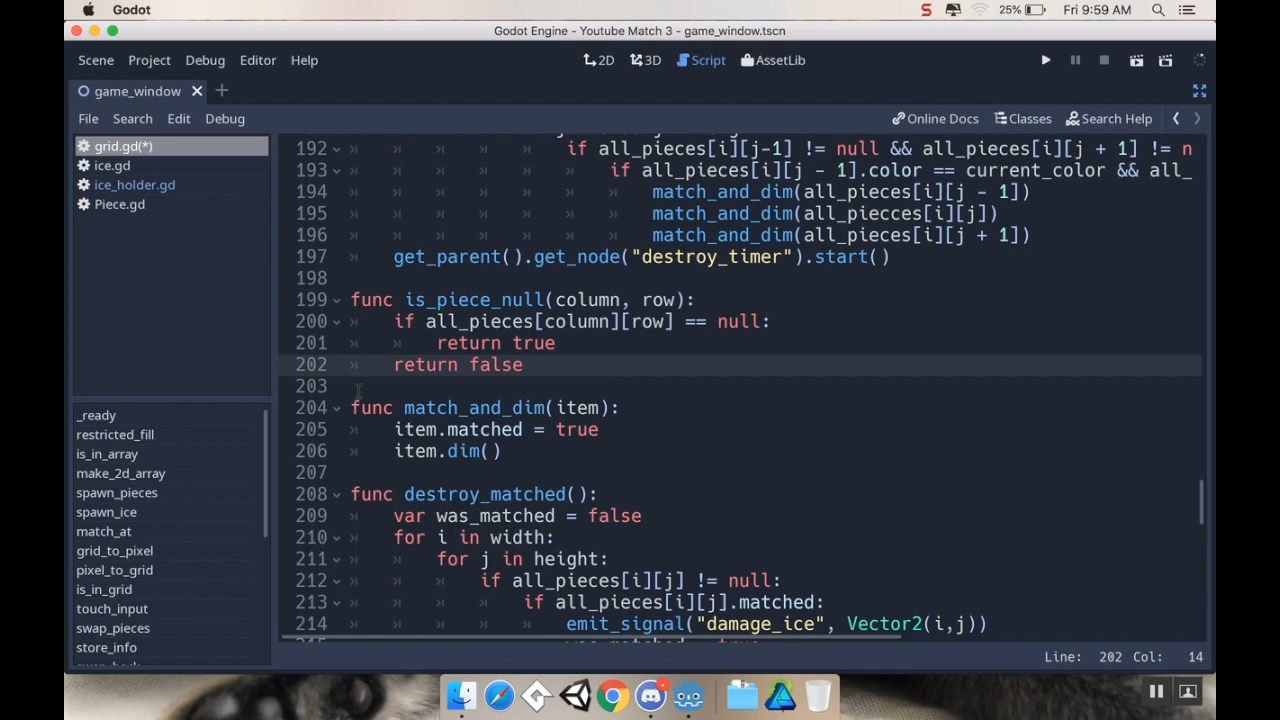 Godot
25%
Fri 9:59 AM
Godot Engine - Youtube Match 3 - game_window.tscn
Scene Project Debug Editor Help
2D 3D Script AssetLib
game_window
File Search Edit Debug
Online Docs Classes Search Help
grid.gd(*)
ice.gd
ice_holder.gd
Piece.gd
_ready
restricted_fill
is_in_array
make_2d_array
spawn_pieces
spawn_ice
match_at
grid_to_pixel
pixel_to_grid
is_in_grid
touch_input
swap_pieces
store_info
192 if all_pieces[i][j-1] != null && all_pieces[i][j + 1] != n
193 if all_pieces[i][j - 1].color == current_color && all_
194 match_and_dim(all_pieces[i][j - 1])
195 match_and_dim(all_piecces[i][j])
196 match_and_dim(all_pieces[i][j + 1])
197 get_parent().get_node("destroy_timer").start()
198
199 func is_piece_null(column, row):
200 if all_pieces[column][row] == null:
201 return true
202 return false
203
204 func match_and_dim(item):
205 item.matched = true
206 item.dim()
207
208 func destroy_matched():
209 var was_matched = false
210 for i in width:
211 for j in height:
212 if all_pieces[i][j] != null:
213 if all_pieces[i][j].matched:
214 emit_signal("damage_ice", Vector2(i,j))
Line: 202 Col: 14